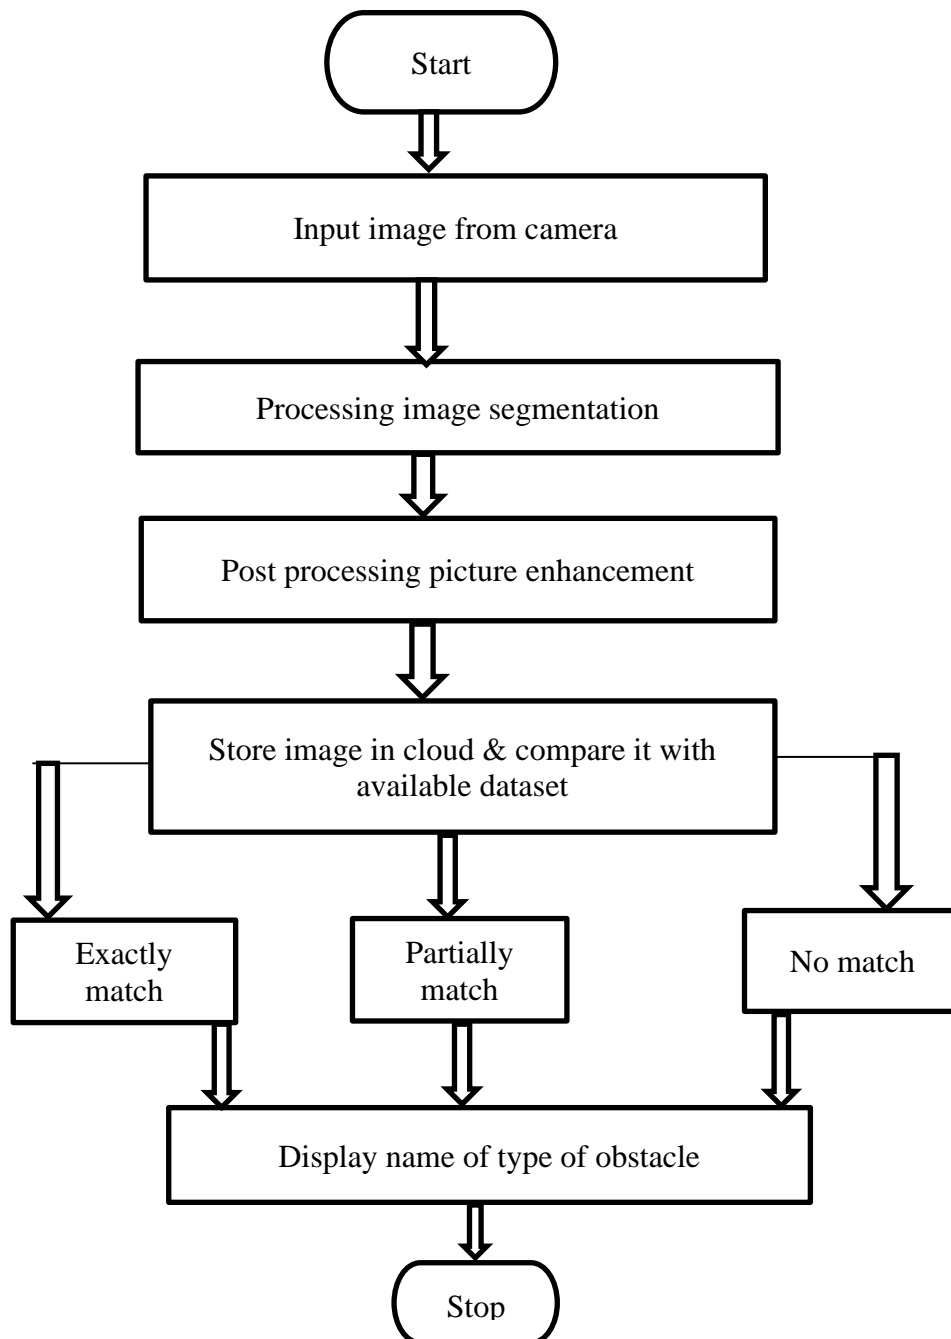 Start
Input image from camera
Processing image segmentation
Post processing picture enhancement
Store image in cloud & compare it with
available dataset
Exactly
match
Partially
match
No match
Display name of type of obstacle
Stop